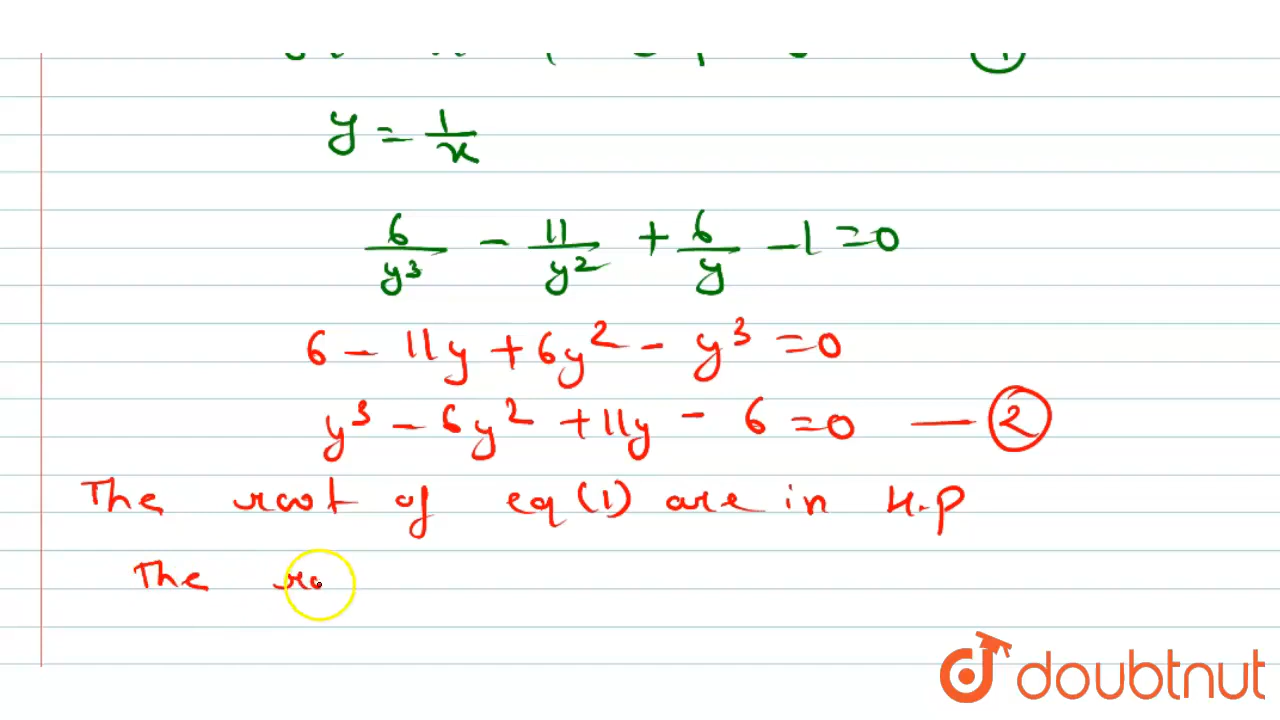 y = 1/x
6/y³ - 11/y² + 6/y - 1 = 0
6 - 11y + 6y² - y³ = 0
y³ - 6y² + 11y - 6 = 0 — 2
The root of eq (1) are in H.P
The ro
doubtnut